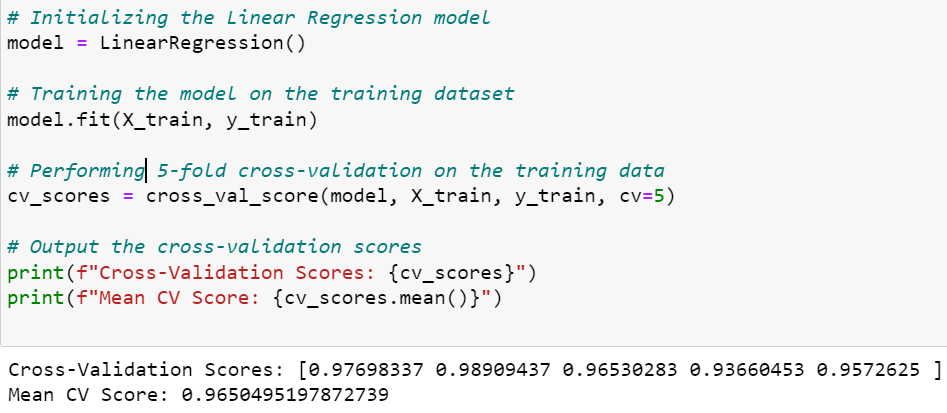 # Initializing the Linear Regression model
model = LinearRegression()
# Training the model on the training dataset
model.fit(X_train, y_train)
# Performing 5-fold cross-validation on the training data
cv_scores = cross_val_score(model, X_train, y_train, cv=5)
# Output the cross-validation scores
print(f"Cross-Validation Scores: {cv_scores}")
print(f"Mean CV Score: {cv_scores.mean()}")
Cross-Validation Scores: [0.97698337 0.98909437 0.96530283 0.93660453 0.9572625 ]
Mean CV Score: 0.9650495197872739